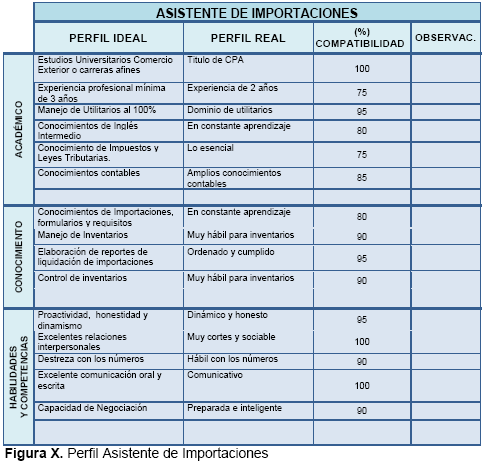 ASISTENTE DE IMPORTACIONES
PERFIL IDEAL PERFIL REAL (%) COMPATIBILIDAD OBSERVAC.
ACADÉMICO
Estudios Universitarios Comercio Titulo de CPA 100
Exterior o carreras afines
Experiencia profesional mínima Experiencia de 2 años 75
de 3 años
Manejo de Utilitarios al 100% Dominio de utilitarios 95
Conocimientos de Inglés En constante aprendizaje 80
Intermedio
Conocimiento de Impuestos y Lo esencial 75
Leyes Tributarias.
Conocimientos contables Amplios conocimientos 85
contables
CONOCIMIENTO
Conocimientos de Importaciones, En constante aprendizaje 80
formularios y requisitos
Manejo de Inventarios Muy hábil para inventarios 90
Elaboración de reportes de Ordenado y cumplido 95
liquidación de importaciones
Control de inventarios Muy hábil para inventarios 90
HABILIDADES
Y COMPETENCIAS
Proactividad, honestidad y Dinámico y honesto 95
dinamismo
Excelentes relaciones Muy cortes y sociable 100
interpersonales
Destreza con los números Hábil con los números 90
Excelente comunicación oral y Comunicativo 100
escrita
Capacidad de Negociación Preparada e inteligente 90
Figura X. Perfil Asistente de Importaciones